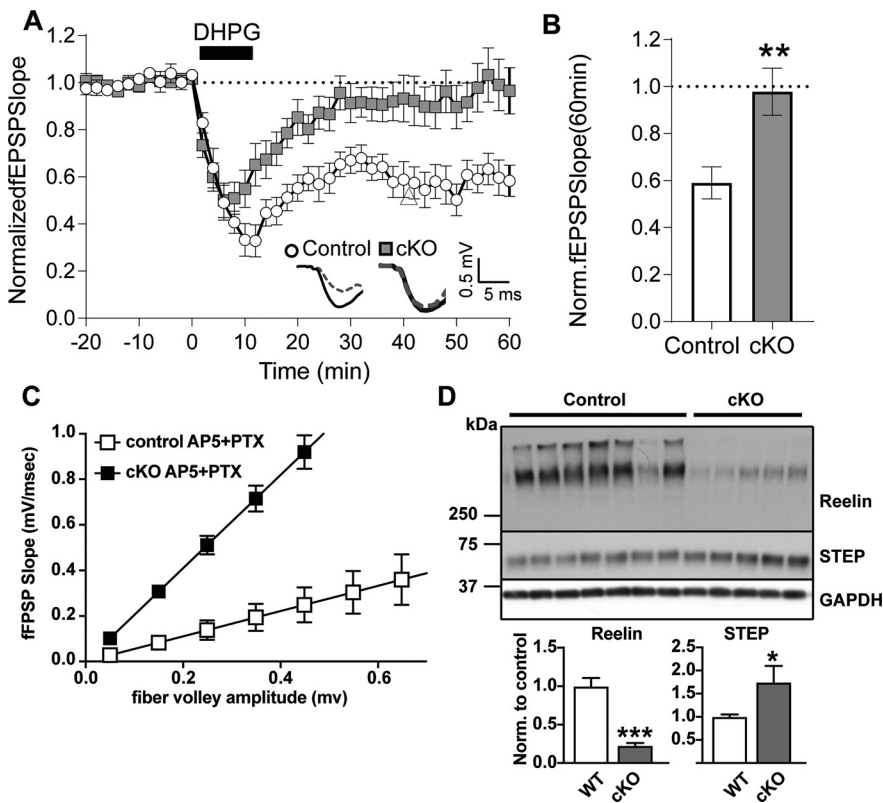 A
DHPG
NormalizedfEPSPSlope
1.2
1.0
0.8
0.6
0.4
0.2
0.0
Control
cKO
0.5 mV
5 ms
-20
-10
0
10
20
30
40
50
60
Time (min)
B
**
Norm.fEPSPSlope(60min)
1.2
1.0
0.8
0.6
0.4
0.2
0.0
Control cKO
C
control AP5+PTX
cKO AP5+PTX
fFPSP Slope (mV/msec)
1.0
0.8
0.6
0.4
0.2
0.0
0.0
0.2
0.4
0.6
fiber volley amplitude (mv)
D
Control
cKO
kDa
250
75
37
Reelin
STEP
GAPDH
Reelin
Norm. to control
1.5
1.0
0.5
0.0
***
WT
cKO
STEP
2.5
2.0
1.5
1.0
2.5
*
WT
cKO